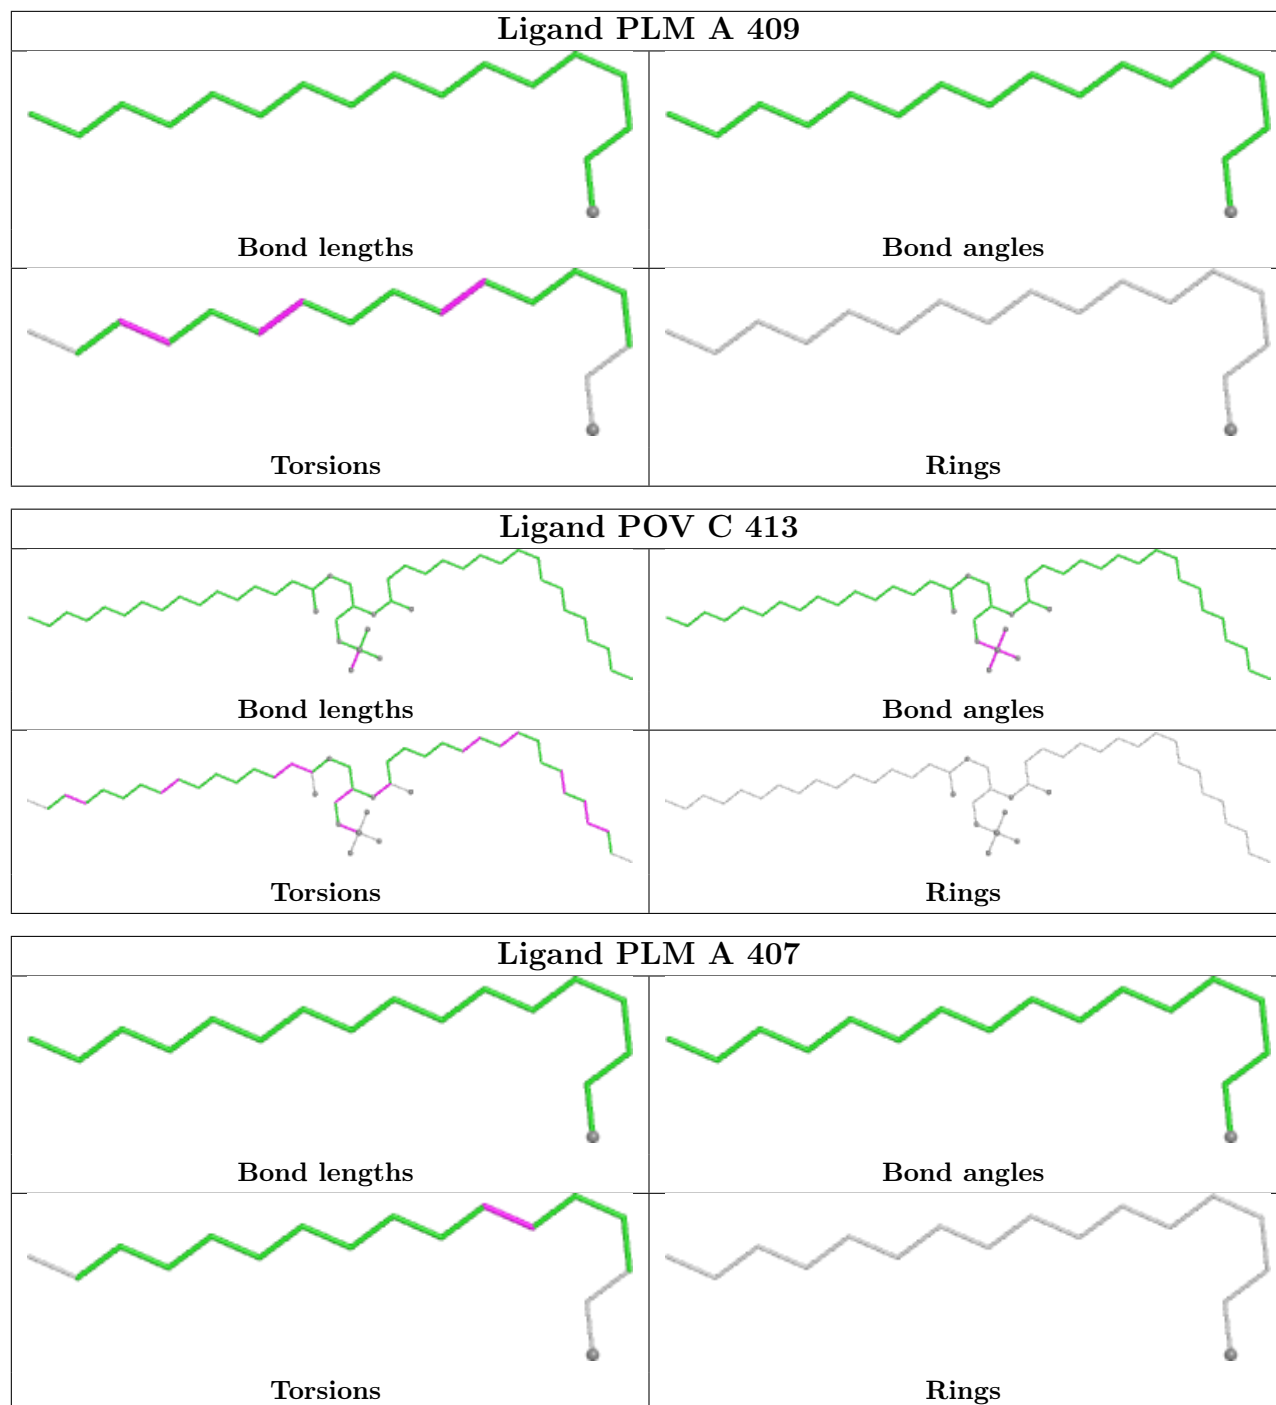 Ligand PLM A 409
Bond lengths
Bond angles
Torsions
Rings
Ligand POV C 413
Bond lengths
Bond angles
Torsions
Rings
Ligand PLM A 407
Bond lengths
Bond angles
Torsions
Rings